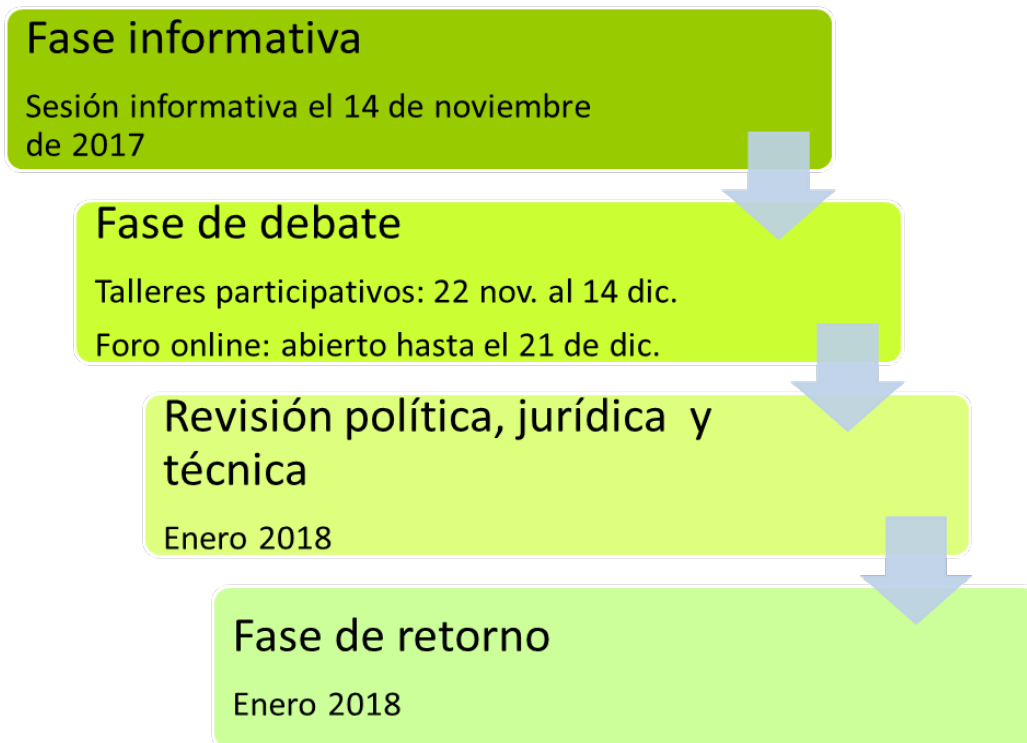 Fase informativa
Sesión informativa el 14 de noviembre
de 2017
Fase de debate
Talleres participativos: 22 nov. al 14 dic.
Foro online: abierto hasta el 21 de dic.
Revisión política, jurídica  y
técnica
Enero 2018
Fase de retorno
Enero 2018